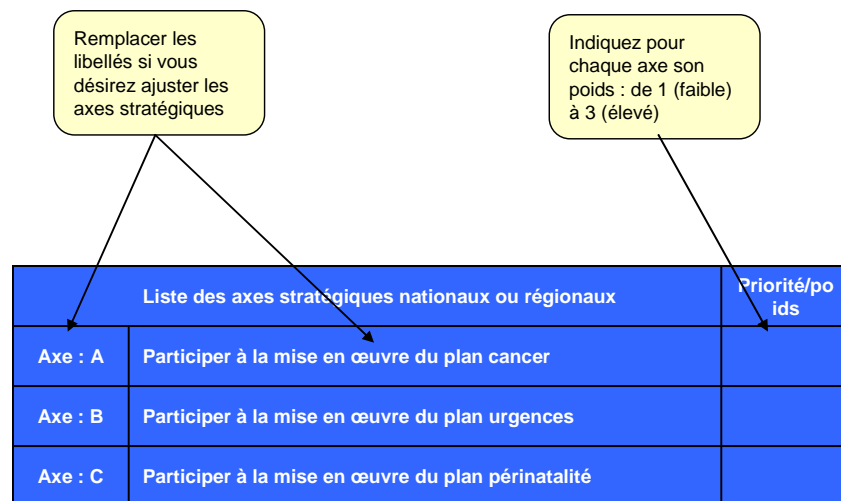 Remplacer les
libellés si vous
désirez ajuster les
axes stratégiques
Indiquez pour
chaque axe son
poids : de 1 (faible)
à 3 (élevé)
Liste des axes stratégiques nationaux ou régionaux
Priorité/po
ids
Axe : A Participer à la mise en œuvre du plan cancer
Axe : B Participer à la mise en œuvre du plan urgences
Axe : C Participer à la mise en œuvre du plan périnatalité